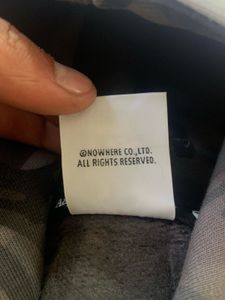 ©NOWHERE CO.,LTD.
ALL RIGHTS RESERVED.